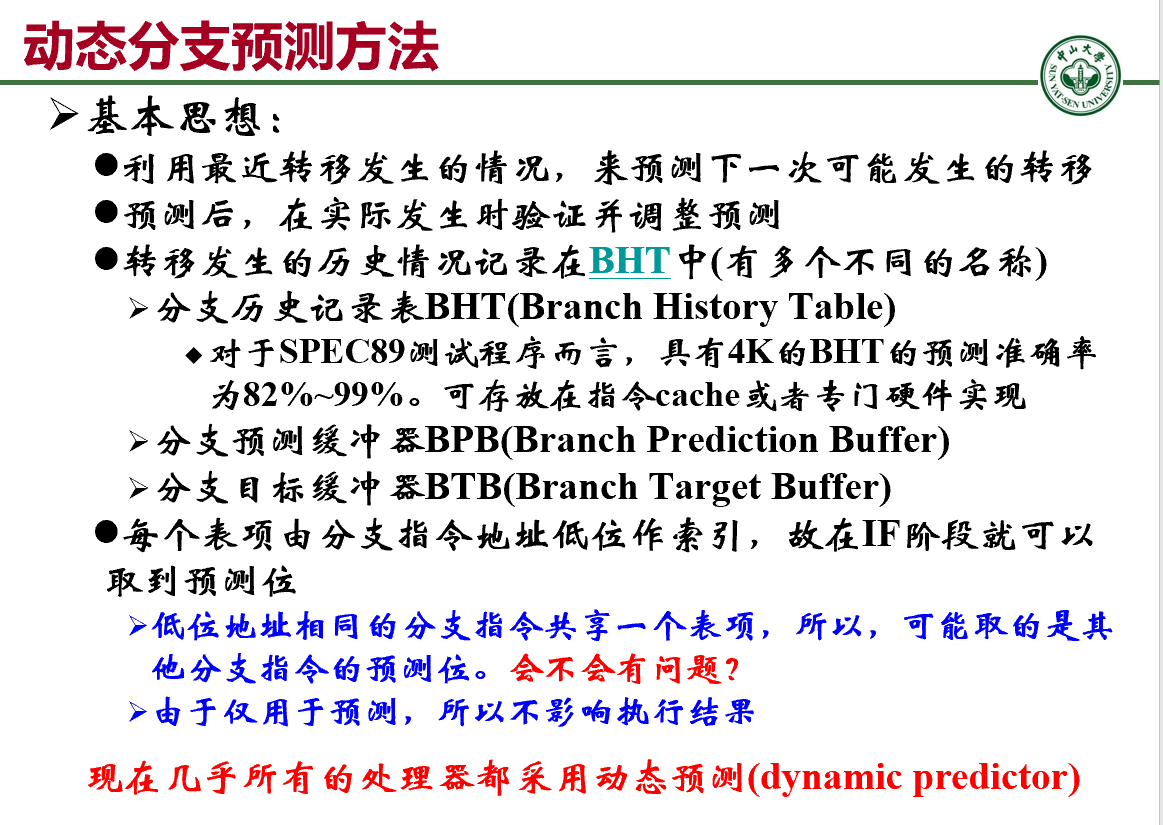 动态分支预测方法
中山大学
SUN YAT-SEN UNIVERSITY
➢基本思想：
●利用最近转移发生的情况，来预测下一次可能发生的转移
●预测后，在实际发生时验证并调整预测
●转移发生的历史情况记录在BHT中(有多个不同的名称)
➢分支历史记录表BHT(Branch History Table)
◆对于SPEC89测试程序而言，具有4K的BHT的预测准确率
为82%~99%。可存放在指令cache或者专门硬件实现
➢分支预测缓冲器BPB(Branch Prediction Buffer)
➢分支目标缓冲器BTB(Branch Target Buffer)
●每个表项由分支指令地址低位作索引，故在IF阶段就可以
取到预测位
➢低位地址相同的分支指令共享一个表项，所以，可能取的是其
他分支指令的预测位。会不会有问题？
➢由于仅用于预测，所以不影响执行结果
现在几乎所有的处理器都采用动态预测(dynamic predictor)